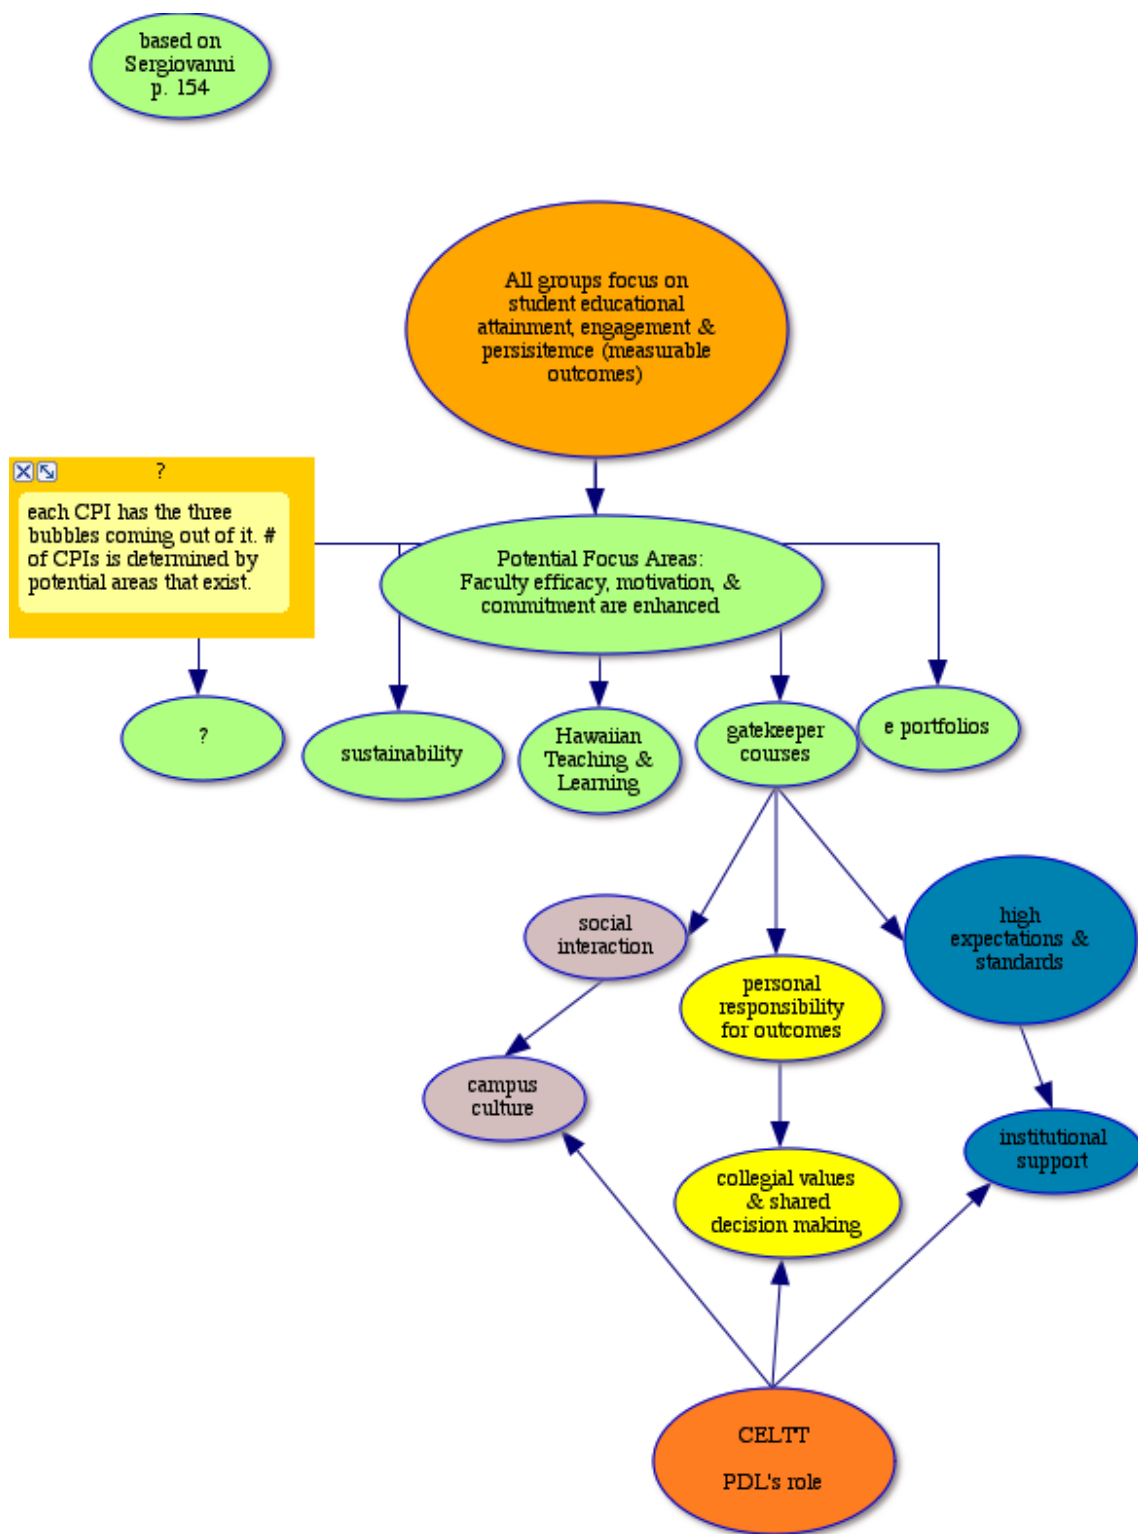 based on
Sergiovanni
p. 154
All groups focus on
student educational
attainment, engagement &
persisitemce (measurable
outcomes)
?
each CPI has the three
bubbles coming out of it. #
of CPIs is determined by
potential areas that exist.
Potential Focus Areas:
Faculty efficacy, motivation, &
commitment are enhanced
?
sustainability
Hawaiian
Teaching &
Learning
gatekeeper
courses
e portfolios
social
interaction
personal
responsibility
for outcomes
high
expectations &
standards
campus
culture
collegial values
& shared
decision making
institutional
support
CELTT
PDL's role